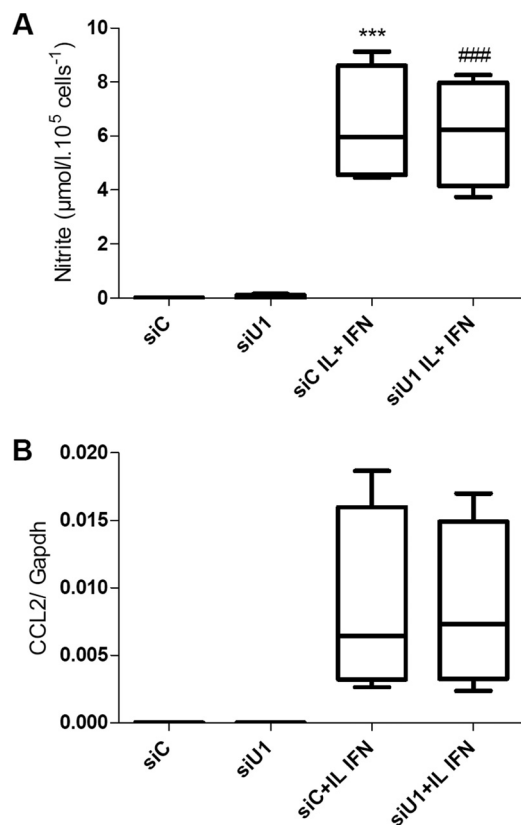 A
Nitrite (µmol/l.10⁵ cells⁻¹)
10
8
6
4
2
0
***
###
siC
siU1
siC IL+ IFN
siU1 IL+ IFN
B
CCL2/ Gapdh
0.020
0.015
0.010
0.005
0.000
siC
siU1
siC+IL IFN
siU1+IL IFN